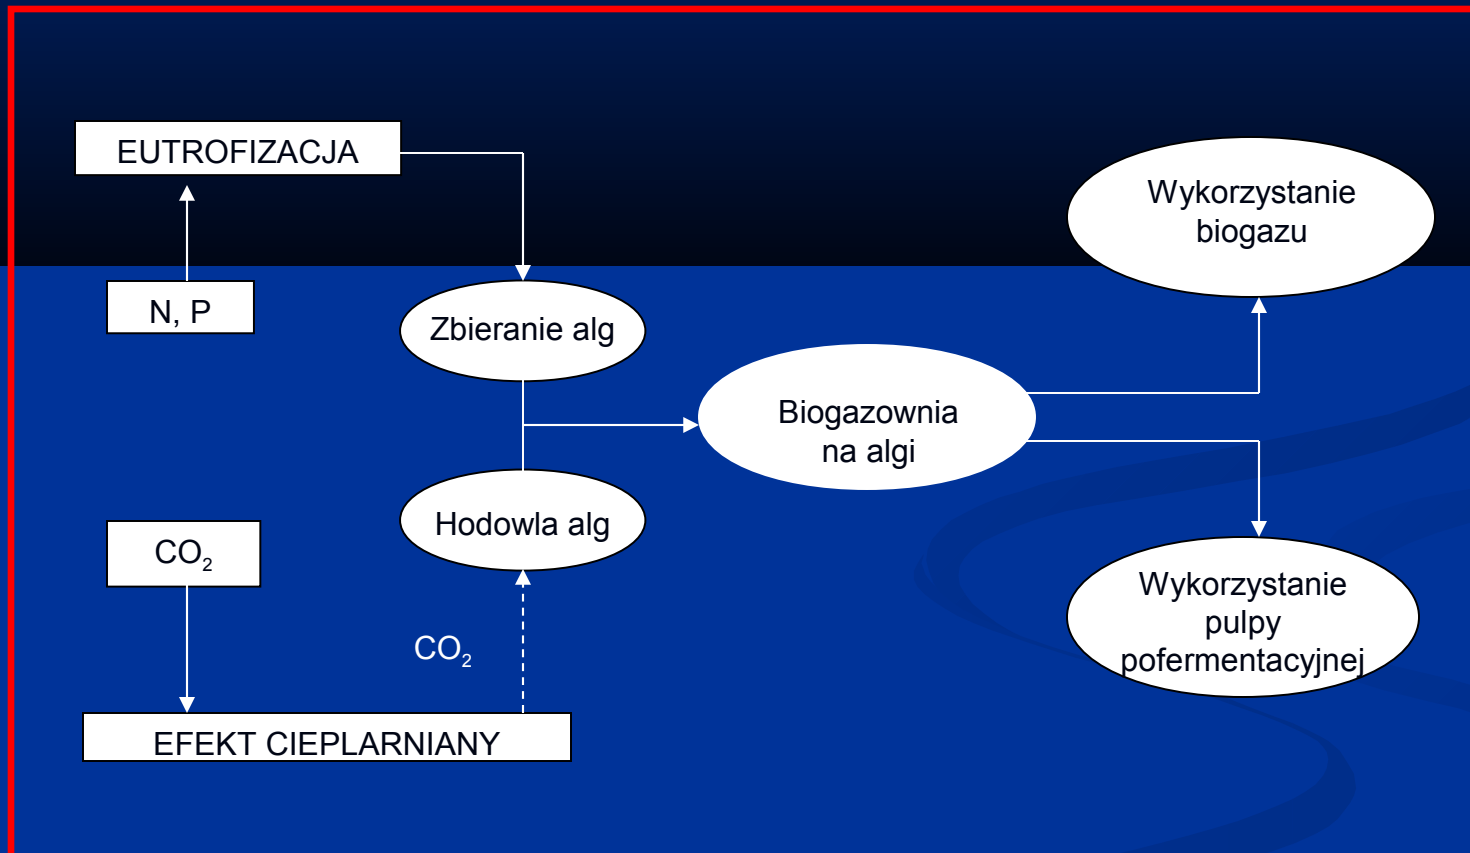 EUTROFIZACJA
N, P
Zbieranie alg
Hodowla alg
CO₂
CO₂
EFEKT CIEPLARNIANY
Biogazownia
na algi
Wykorzystanie
biogazu
Wykorzystanie
pulpy
pofermentacyjnej